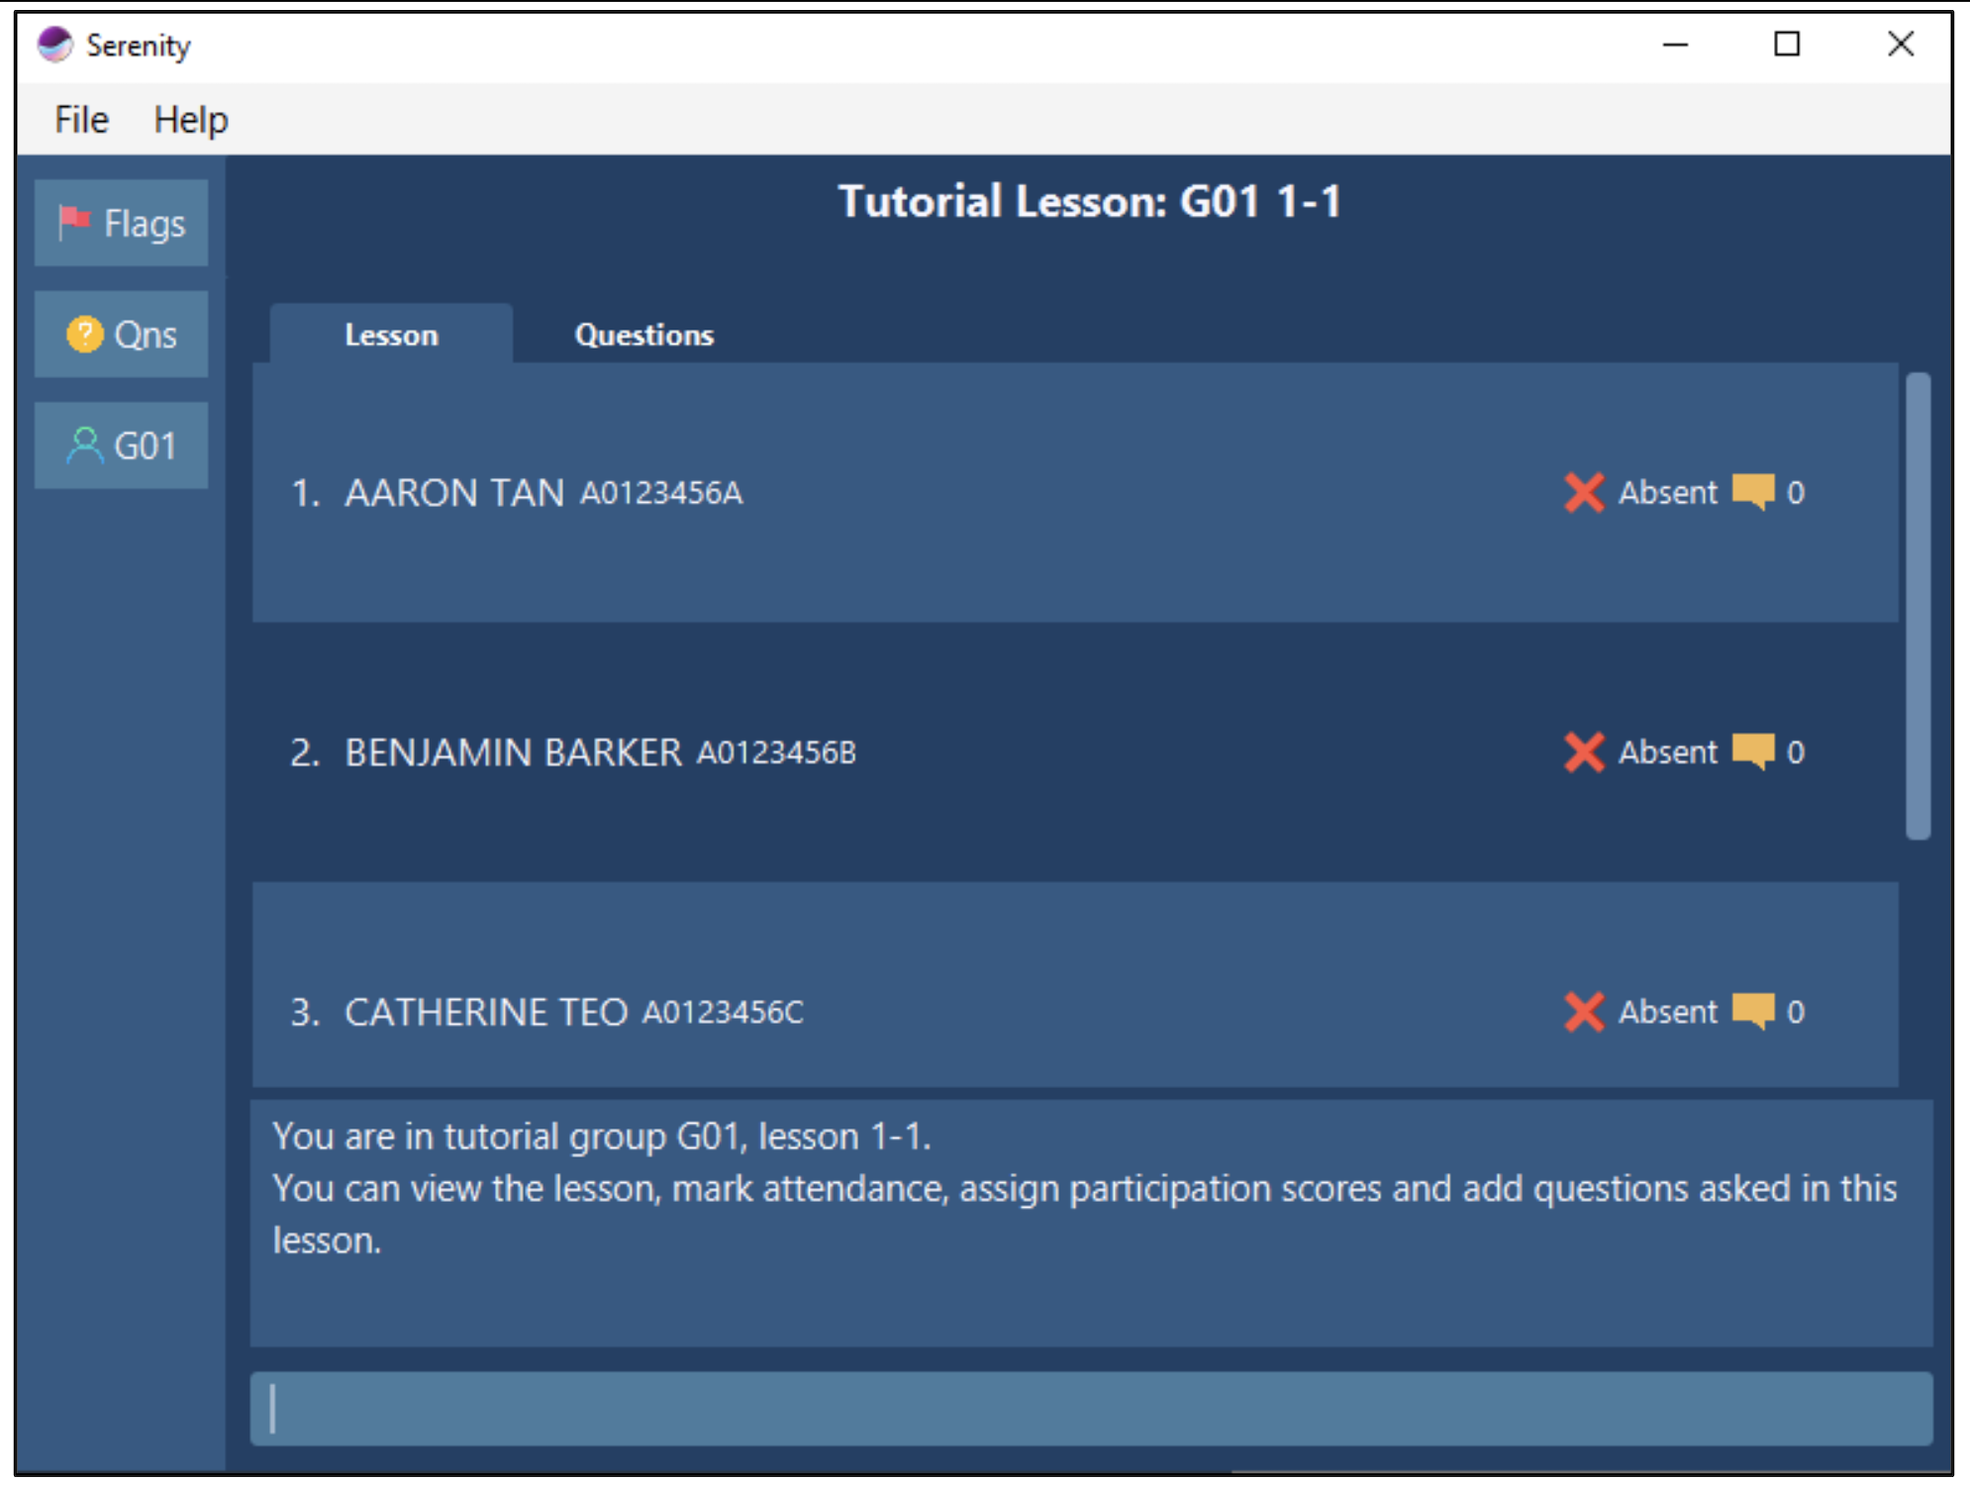 Serenity
File Help
Flags
Qns
G01
Tutorial Lesson: G01 1-1
Lesson Questions
1. AARON TAN A0123456A Absent 0
2. BENJAMIN BARKER A0123456B Absent 0
3. CATHERINE TEO A0123456C Absent 0
You are in tutorial group G01, lesson 1-1.
You can view the lesson, mark attendance, assign participation scores and add questions asked in this
lesson.